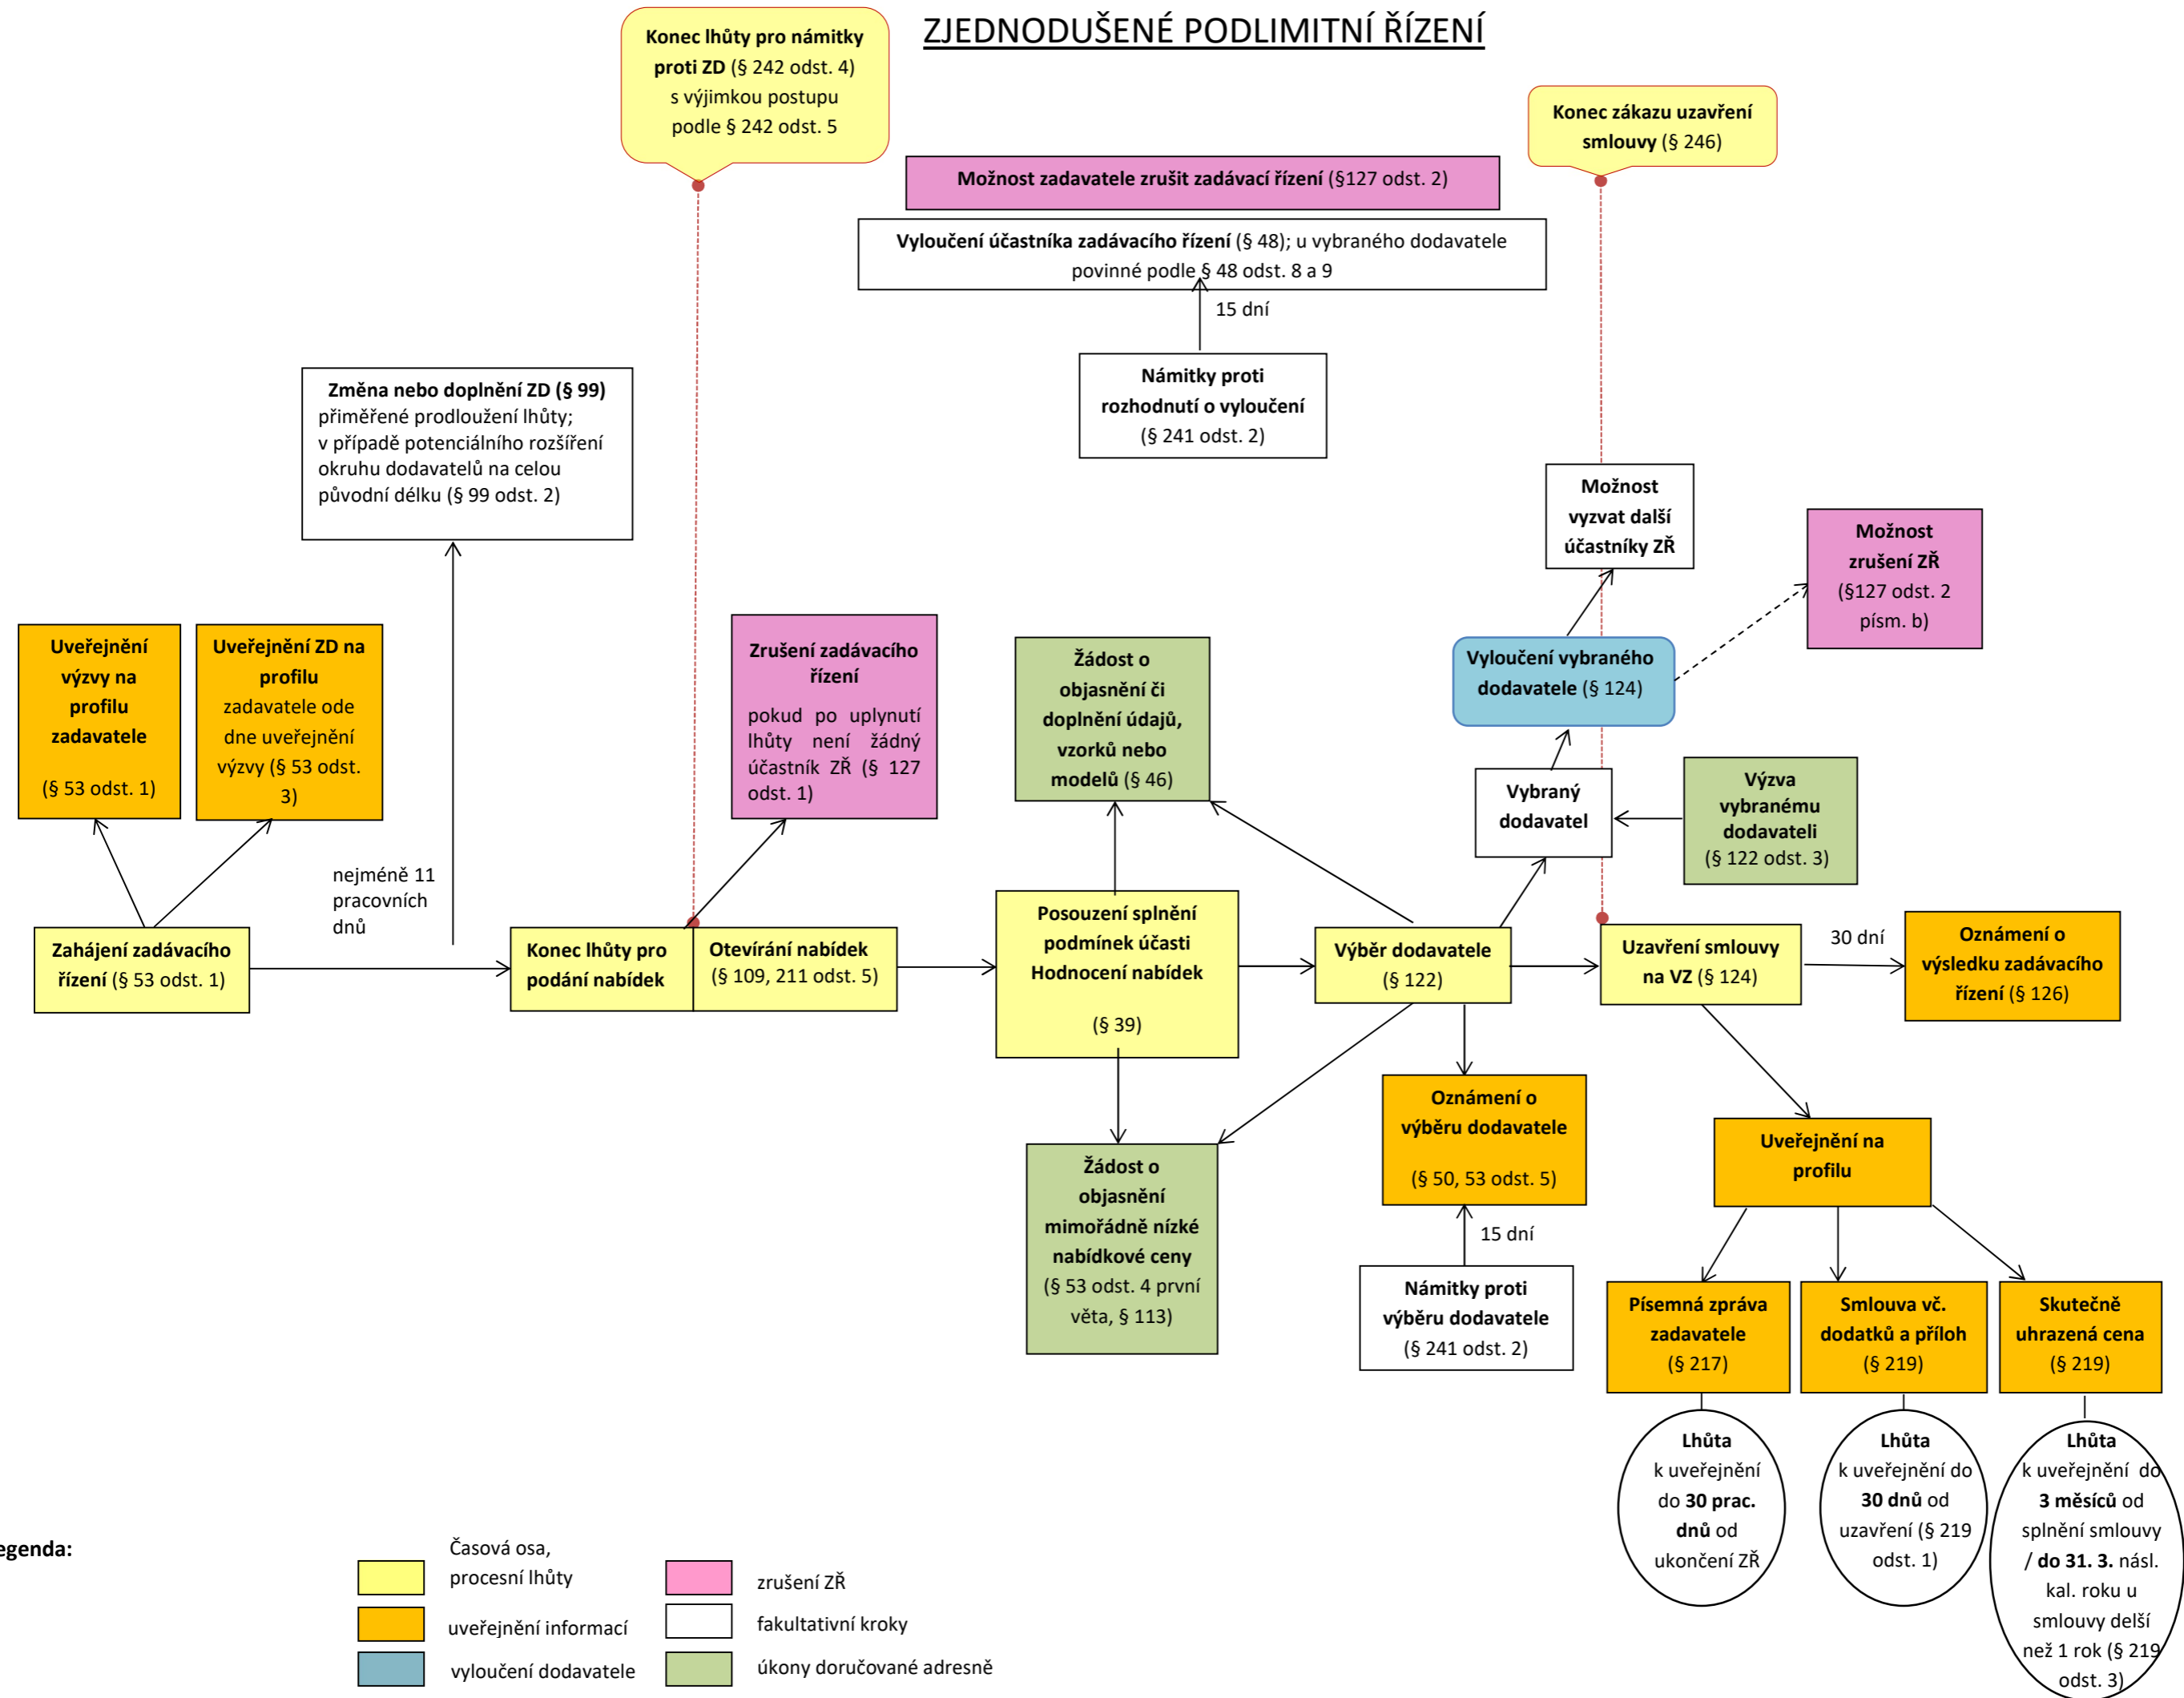 ZJEDNODUŠENÉ PODLIMITNÍ ŘÍZENÍ
Konec lhůty pro námitky
proti ZD (§ 242 odst. 4)
s výjimkou postupu
podle § 242 odst. 5
Konec zákazu uzavření
smlouvy (§ 246)
Možnost zadavatele zrušit zadávací řízení (§127 odst. 2)
Vyloučení účastníka zadávacího řízení (§ 48); u vybraného dodavatele
povinné podle § 48 odst. 8 a 9
15 dní
Námitky proti
rozhodnutí o vyloučení
(§ 241 odst. 2)
Změna nebo doplnění ZD (§ 99)
přiměřené prodloužení lhůty;
v případě potenciálního rozšíření
okruhu dodavatelů na celou
původní délku (§ 99 odst. 2)
Možnost
vyzvat další
účastníky ZŘ
Možnost
zrušení ZŘ
(§127 odst. 2
písm. b)
Uveřejnění
výzvy na
profilu
zadavatele
(§ 53 odst. 1)
Uveřejnění ZD na
profilu
zadavatele ode
dne uveřejnění
výzvy (§ 53 odst.
3)
Zrušení zadávacího
řízení
pokud po uplynutí
lhůty není žádný
účastník ZŘ (§ 127
odst. 1)
Žádost o
objasnění či
doplnění údajů,
vzorků nebo
modelů (§ 46)
Vyloučení vybraného
dodavatele (§ 124)
Vybraný
dodavatel
Výzva
vybranému
dodavateli
(§ 122 odst. 3)
nejméně 11
pracovních
dnů
Zahájení zadávacího
řízení (§ 53 odst. 1)
Konec lhůty pro
podání nabídek
Otevírání nabídek
(§ 109, 211 odst. 5)
Posouzení splnění
podmínek účasti
Hodnocení nabídek
(§ 39)
Výběr dodavatele
(§ 122)
Uzavření smlouvy
na VZ (§ 124)
30 dní
Oznámení o
výsledku zadávacího
řízení (§ 126)
Žádost o
objasnění
mimořádně nízké
nabídkové ceny
(§ 53 odst. 4 první
věta, § 113)
Oznámení o
výběru dodavatele
(§ 50, 53 odst. 5)
15 dní
Námitky proti
výběru dodavatele
(§ 241 odst. 2)
Uveřejnění na
profilu
Písemná zpráva
zadavatele
(§ 217)
Smlouva vč.
dodatků a příloh
(§ 219)
Skutečně
uhrazená cena
(§ 219)
Lhůta
k uveřejnění
do 30 prac.
dnů od
ukončení ZŘ
Lhůta
k uveřejnění do
30 dnů od
uzavření (§ 219
odst. 1)
Lhůta
k uveřejnění do
3 měsíců od
splnění smlouvy
/ do 31. 3. násl.
kal. roku u
smlouvy delší
než 1 rok (§ 219
odst. 3)
egenda:
Časová osa,
procesní lhůty
uveřejnění informací
vyloučení dodavatele
zrušení ZŘ
fakultativní kroky
úkony doručované adresně